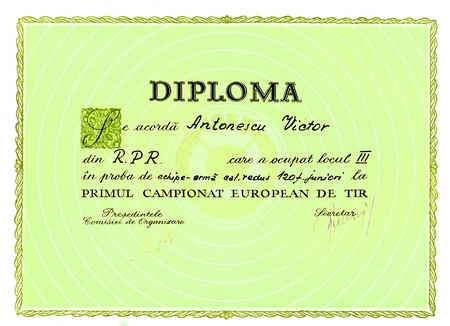 DIPLOMA
Se acordă Antonescu Victor
din R.P.R. care a ocupat locul III
în proba de echipe-armă cal. redus 120f. juniori la
PRIMUL CAMPIONAT EUROPEAN DE TIR
Președintele Secretar
Comisiei de Organizare